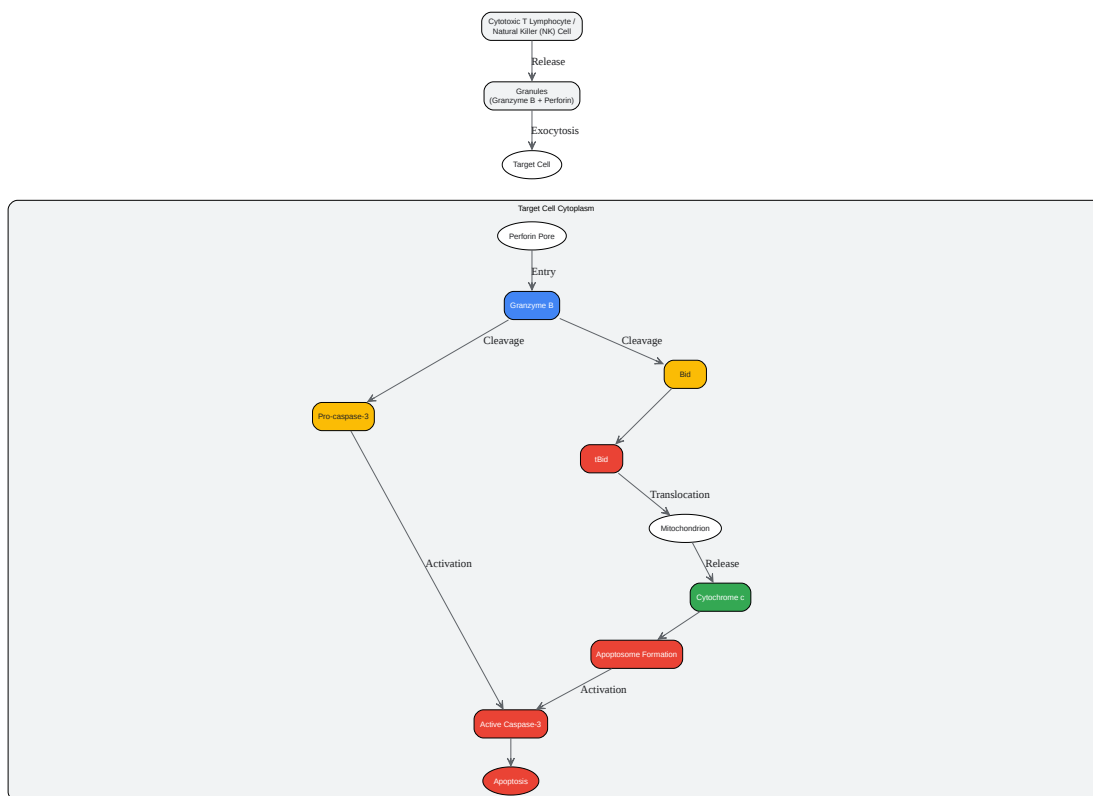 Cytotoxic T Lymphocyte /
Natural Killer (NK) Cell
Release
Granules
(Granzyme B + Perforin)
Exocytosis
Target Cell
Target Cell Cytoplasm
Perforin Pore
Entry
Granzyme B
Cleavage
Cleavage
Bid
Pro-caspase-3
tBid
Translocation
Mitochondrion
Activation
Release
Cytochrome c
Apoptosome Formation
Activation
Active Caspase-3
Apoptosis